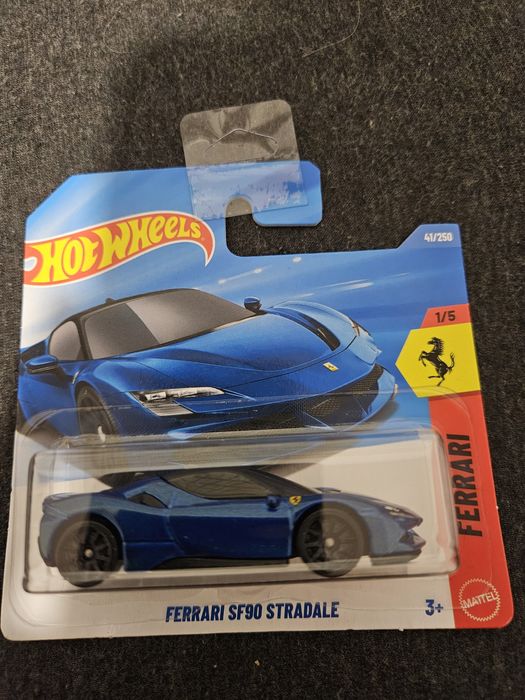 HOT WHEELS
41/250
1/5
FERRARI
FERRARI SF90 STRADALE
3+
MATTEL